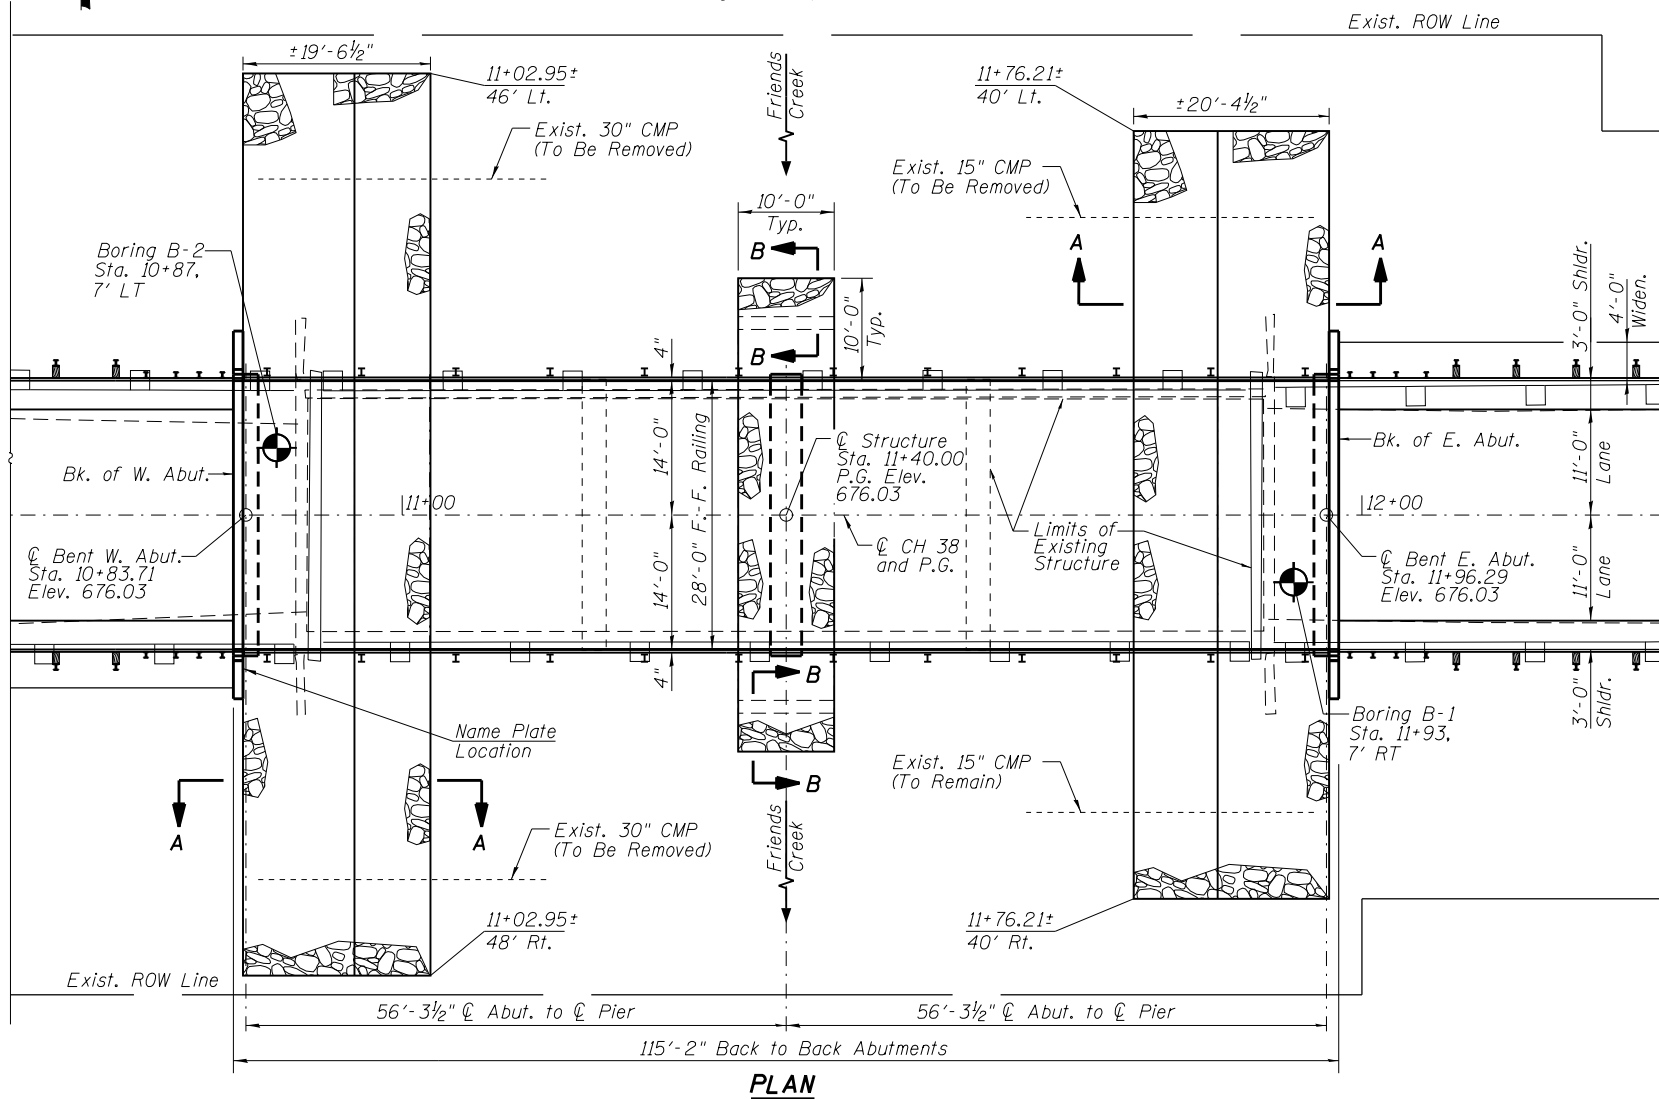 Exist. ROW Line
±19'-6½"
11+02.95±
46' Lt.
Friends
Creek
11+76.21±
40' Lt.
±20'-4½"
Exist. 30" CMP
(To Be Removed)
Exist. 15" CMP
(To Be Removed)
10'-0"
Typ.
B
A
A
Boring B-2
Sta. 10+87,
7' LT
10'-0"
Typ.
3'-0" Shldr.
4'-0"
Widen.
B
4"
14'-0"
28'-0" F.-F. Railing
℄ Structure
Sta. 11+40.00
P.G. Elev.
676.03
Bk. of W. Abut.
Bk. of E. Abut.
11'-0"
Lane
11+00
12+00
℄ Bent W. Abut.
Sta. 10+83.71
Elev. 676.03
14'-0"
℄ CH 38
and P.G.
Limits of
Existing
Structure
℄ Bent E. Abut.
Sta. 11+96.29
Elev. 676.03
11'-0"
Lane
4"
B
3'-0"
Shldr.
Name Plate
Location
Boring B-1
Sta. 11+93,
7' RT
Exist. 15" CMP
(To Remain)
B
A
A
Exist. 30" CMP
(To Be Removed)
Friends
Creek
11+02.95±
48' Rt.
11+76.21±
40' Rt.
Exist. ROW Line
56'-3½" ℄ Abut. to ℄ Pier
56'-3½" ℄ Abut. to ℄ Pier
115'-2" Back to Back Abutments
PLAN